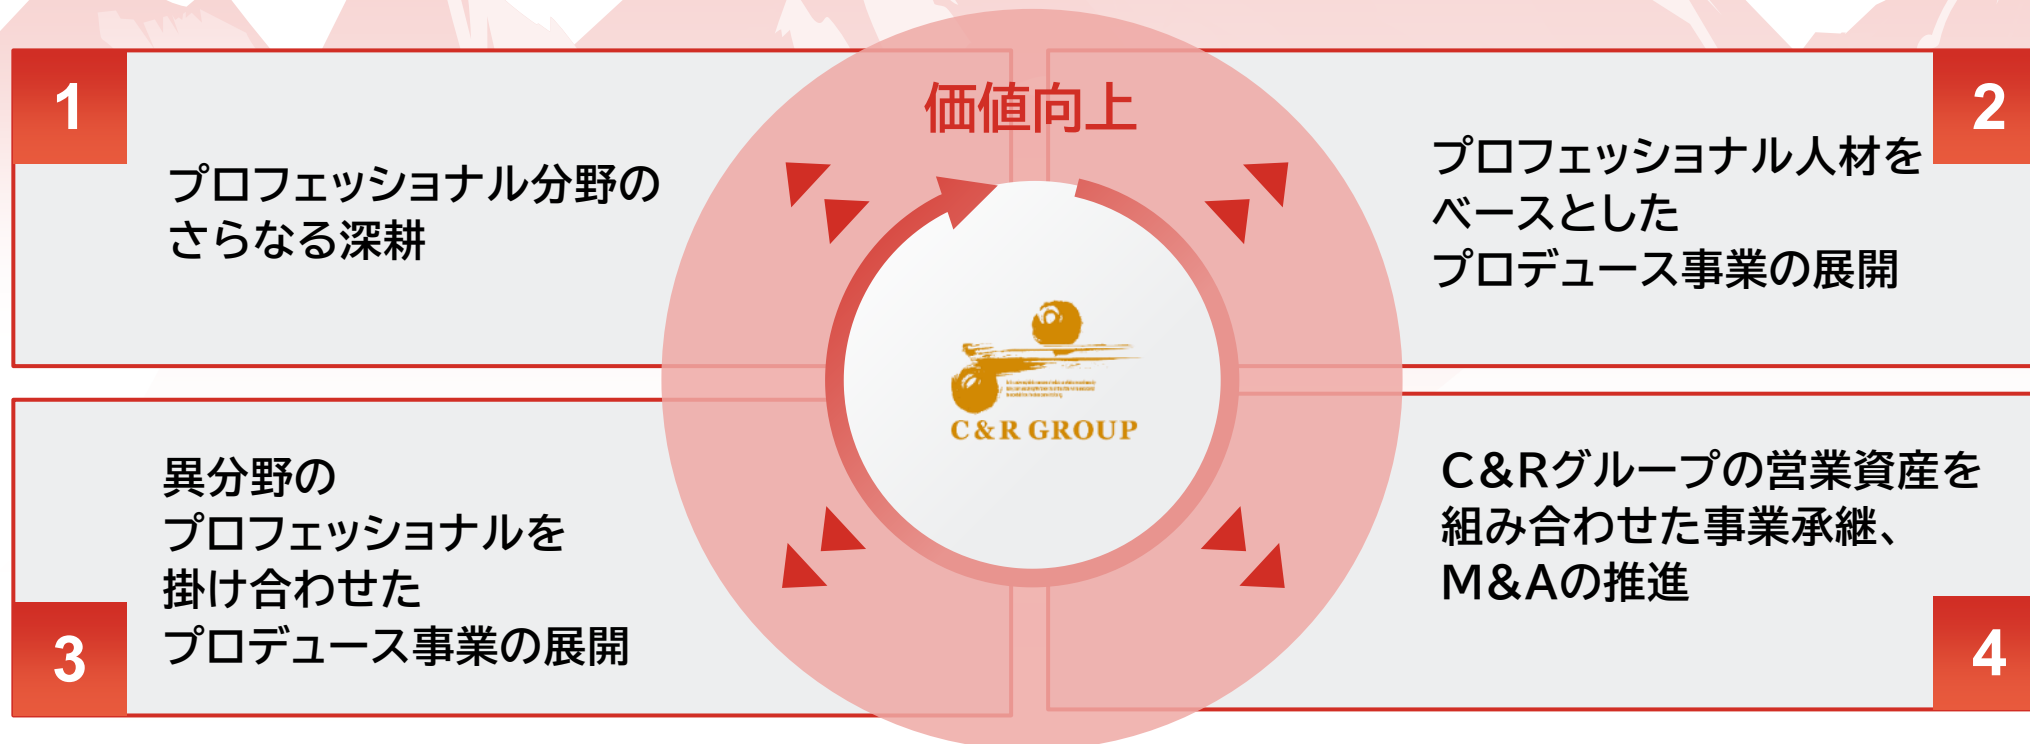 価値向上
1
プロフェッショナル分野の
さらなる深耕
2
プロフェッショナル人材を
ベースとした
プロデュース事業の展開
C&R GROUP
3
異分野の
プロフェッショナルを
掛け合わせた
プロデュース事業の展開
4
C&Rグループの営業資産を
組み合わせた事業承継、
M&Aの推進